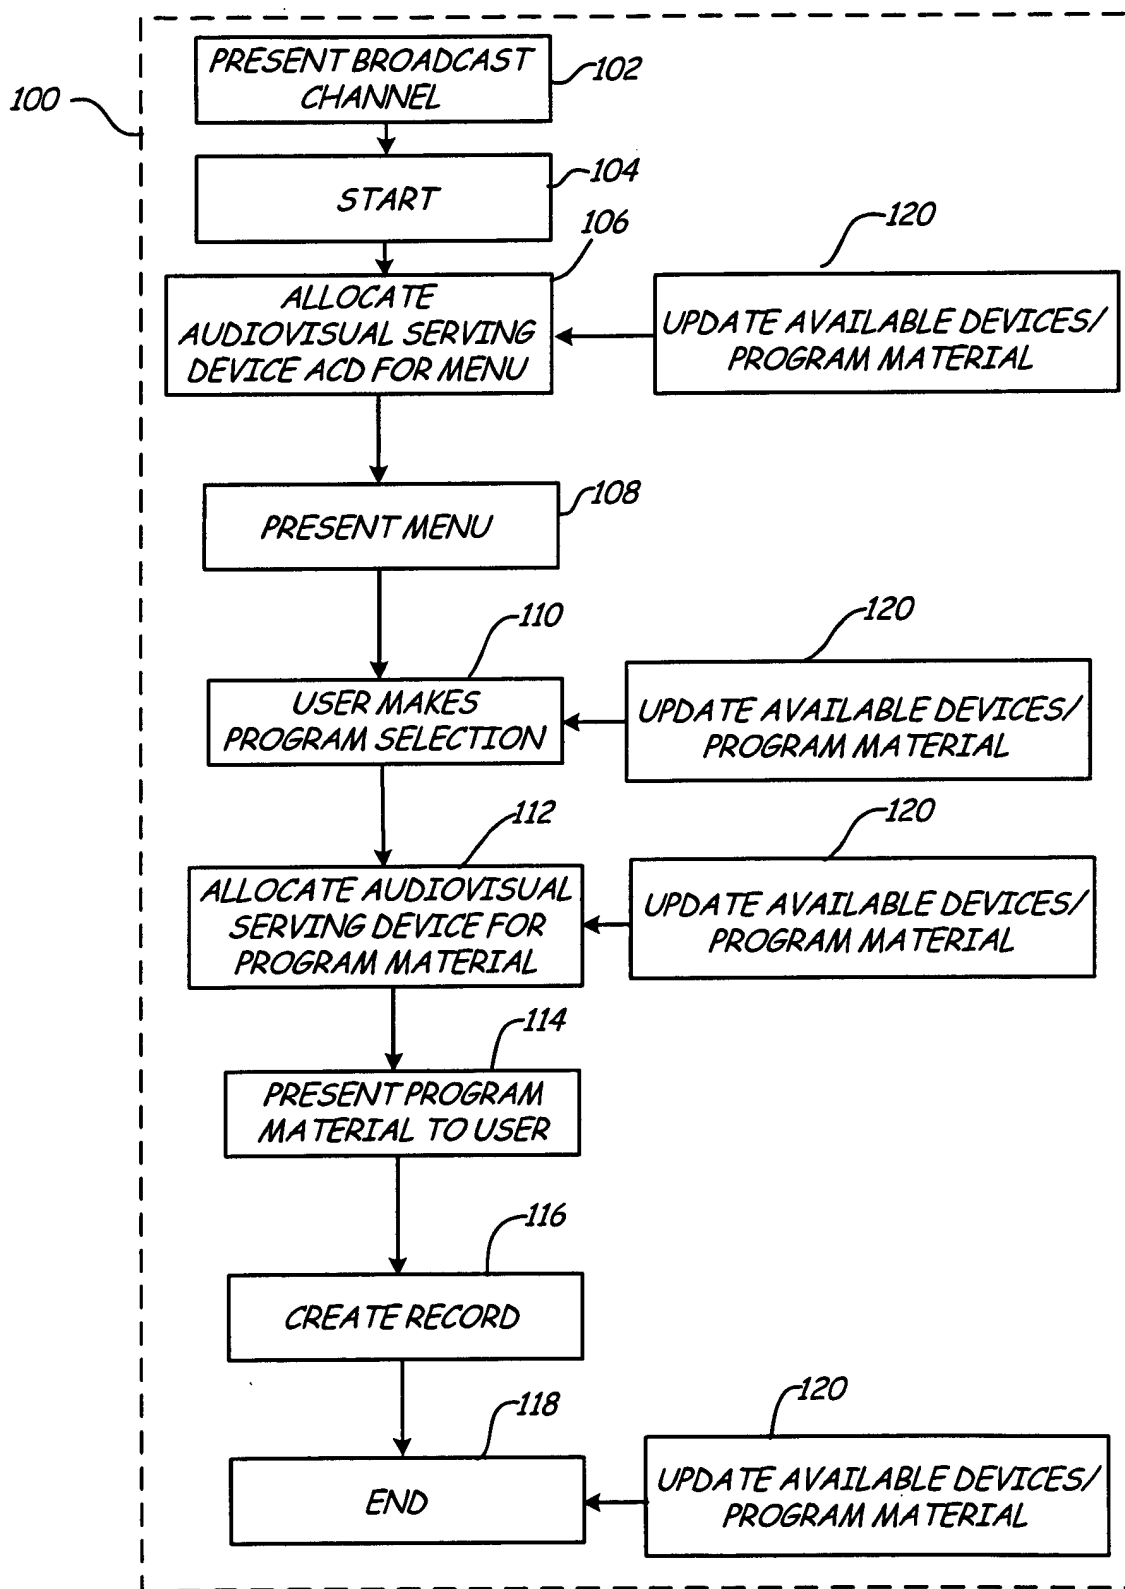 PRESENT BROADCAST
CHANNEL
102
100
START
104
106
120
ALLOCATE
AUDIOVISUAL SERVING
DEVICE ACD FOR MENU
UPDATE AVAILABLE DEVICES/
PROGRAM MATERIAL
108
PRESENT MENU
110
120
USER MAKES
PROGRAM SELECTION
UPDATE AVAILABLE DEVICES/
PROGRAM MATERIAL
112
120
ALLOCATE AUDIOVISUAL
SERVING DEVICE FOR
PROGRAM MATERIAL
UPDATE AVAILABLE DEVICES/
PROGRAM MATERIAL
114
PRESENT PROGRAM
MATERIAL TO USER
116
CREATE RECORD
118
120
END
UPDATE AVAILABLE DEVICES/
PROGRAM MATERIAL